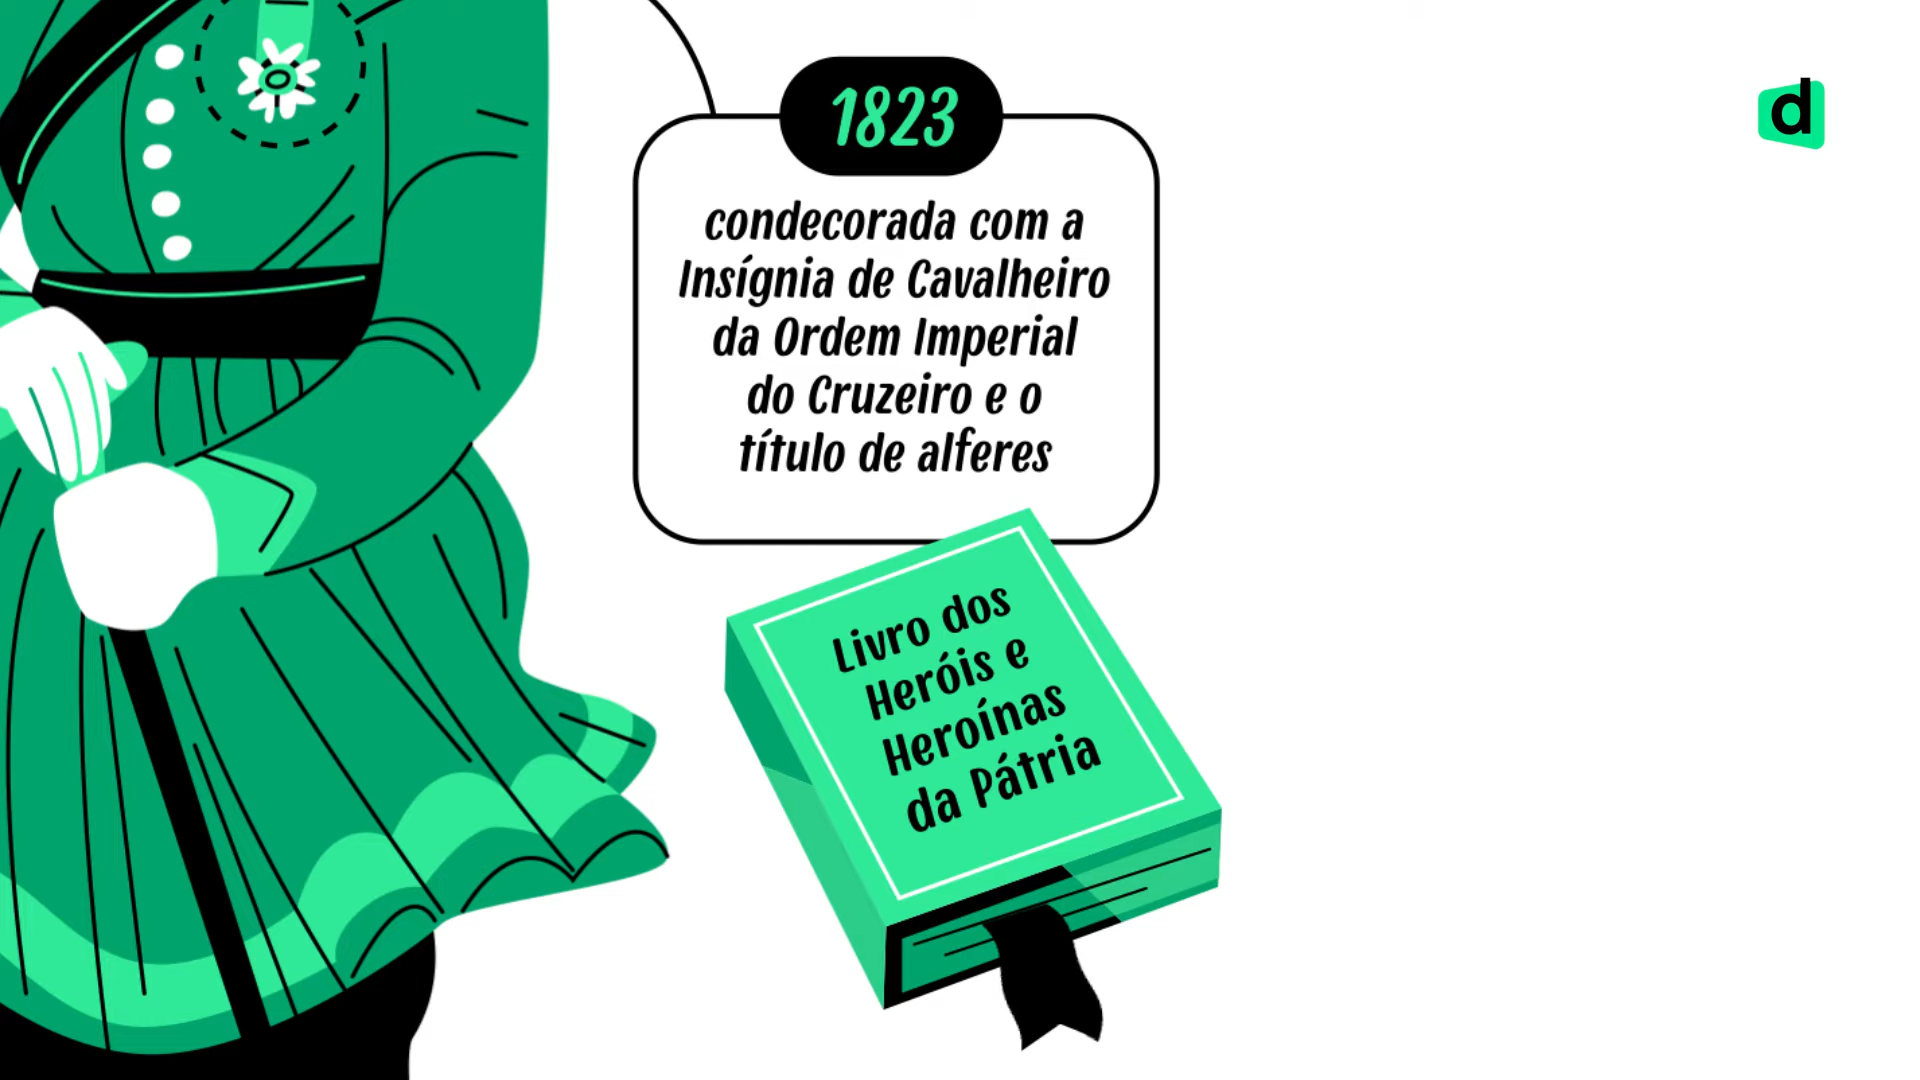 1823
condecorada com a
Insígnia de Cavalheiro
da Ordem Imperial
do Cruzeiro e o
título de alferes
Livro dos
Heróis e
Heroínas
da Pátria
d